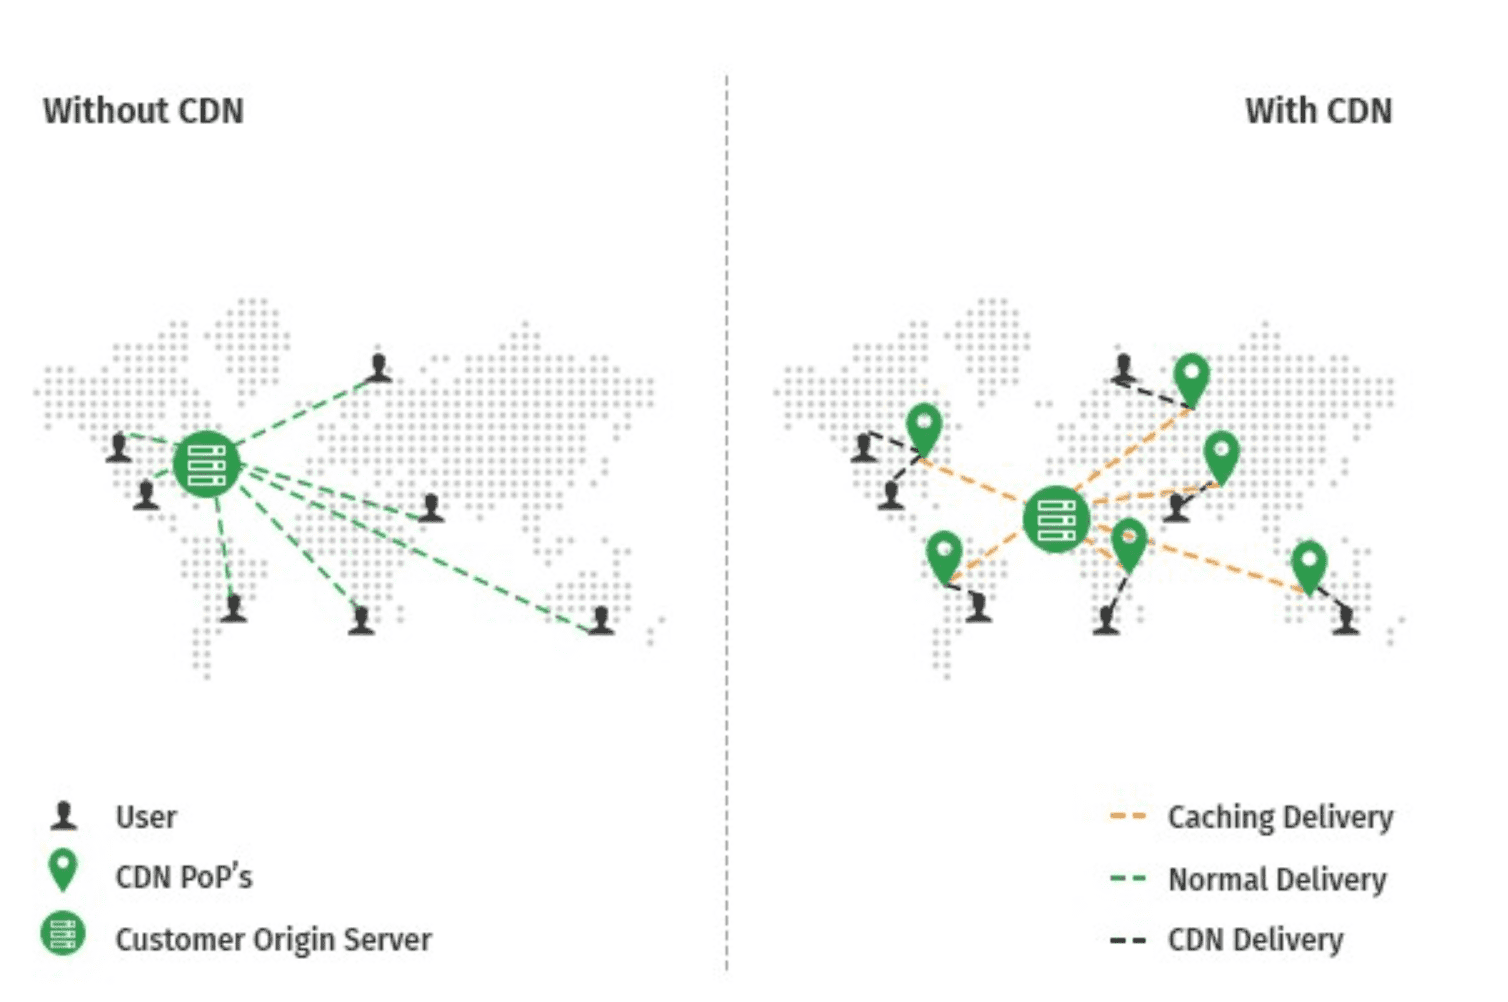 Without CDN
With CDN
User
CDN PoP's
Customer Origin Server
Caching Delivery
Normal Delivery
CDN Delivery